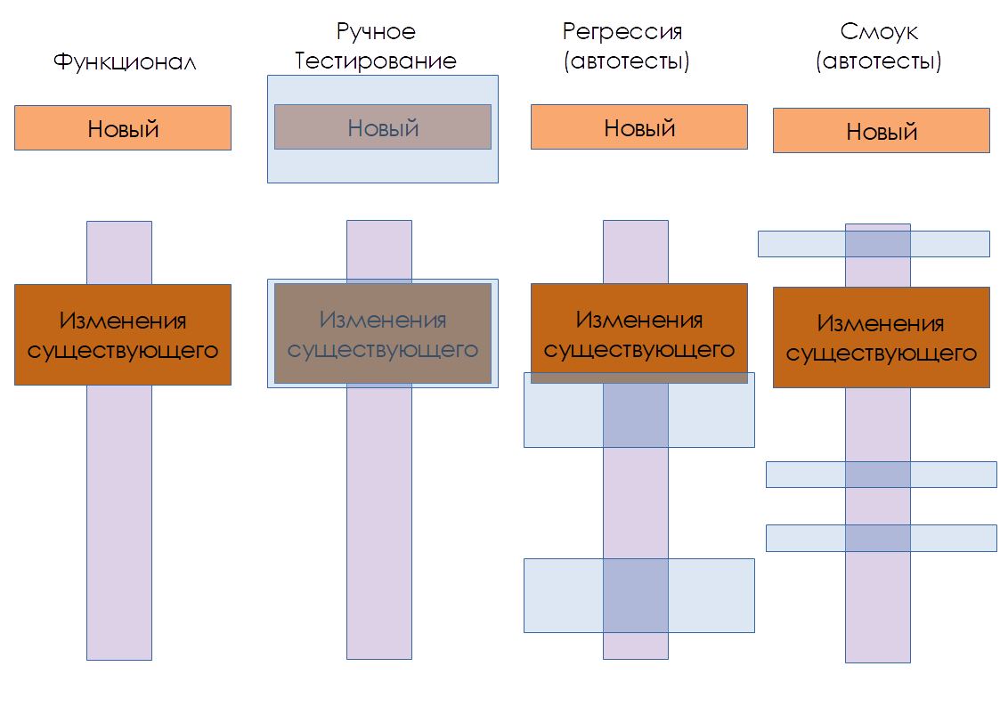 Функционал
Ручное
Тестирование
Регрессия
(автотесты)
Смоук
(автотесты)
Новый
Новый
Новый
Новый
Изменения
существующего
Изменения
существующего
Изменения
существующего
Изменения
существующего